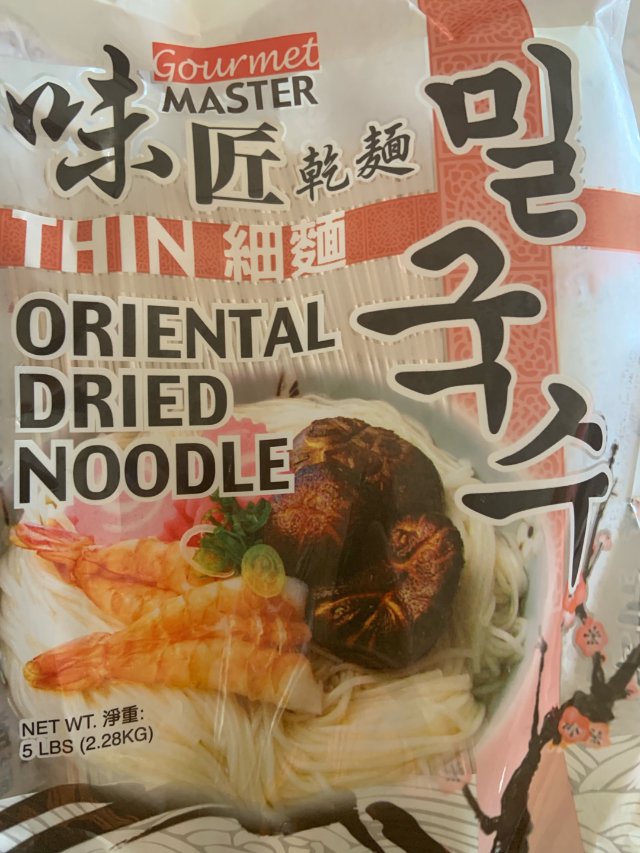 Gourmet
MASTER
味匠乾麵
밀국수
THIN 細麵
ORIENTAL
DRIED
NOODLE
NET WT. 淨重:
5 LBS (2.28KG)